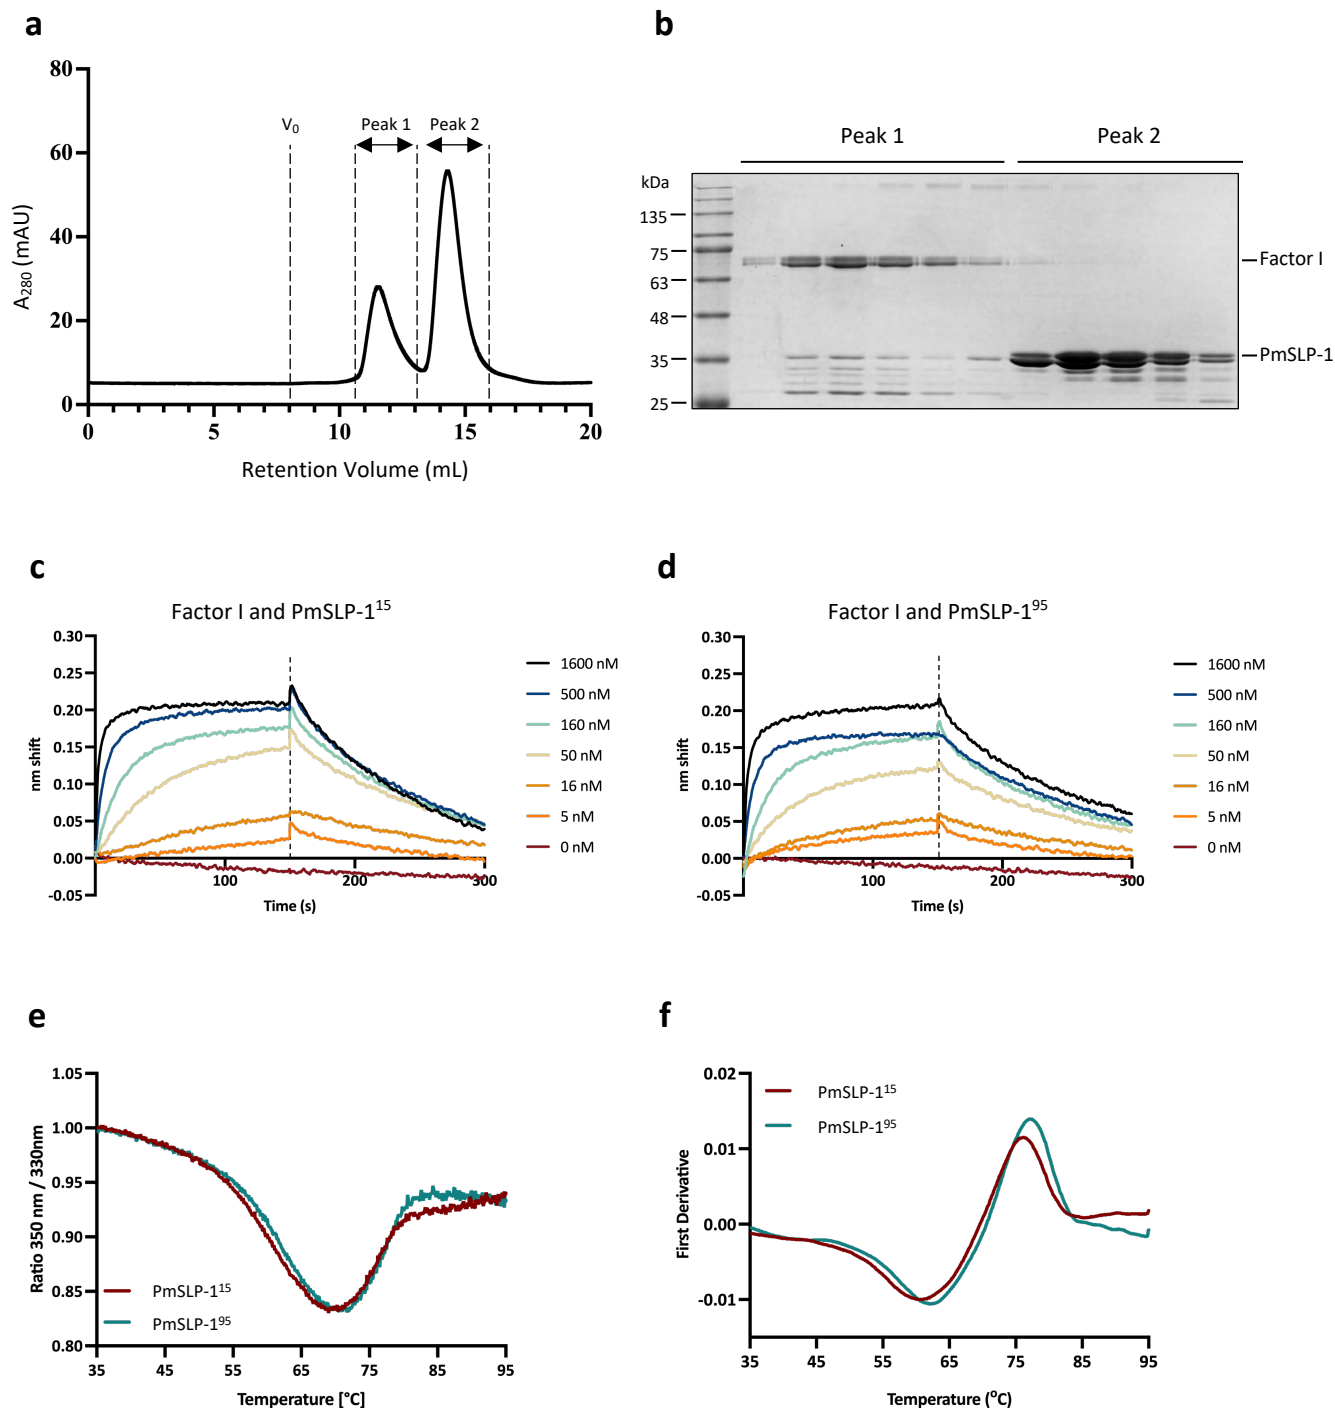 a
80
60
40
20
0
A280 (mAU)
V0
Peak 1
Peak 2
0 5 10 15 20
Retention Volume (mL)
b
Peak 1 Peak 2
kDa
135
75
63
48
35
25
Factor I
PmSLP-1
c
Factor I and PmSLP-1¹⁵
0.30
0.25
0.20
0.15
0.10
0.05
0.00
-0.05
nm shift
100 200 300
Time (s)
1600 nM
500 nM
160 nM
50 nM
16 nM
5 nM
0 nM
d
Factor I and PmSLP-1⁹⁵
0.30
0.25
0.20
0.15
0.10
0.05
0.00
-0.05
nm shift
100 200 300
Time (s)
1600 nM
500 nM
160 nM
50 nM
16 nM
5 nM
0 nM
e
1.05
1.00
0.95
0.90
0.85
0.80
Ratio 350 nm / 330nm
PmSLP-1¹⁵
PmSLP-1⁹⁵
35 45 55 65 75 85 95
Temperature [°C]
f
0.02
0.01
0.00
-0.01
First Derivative
PmSLP-1¹⁵
PmSLP-1⁹⁵
35 45 55 65 75 85 95
Temperature (°C)